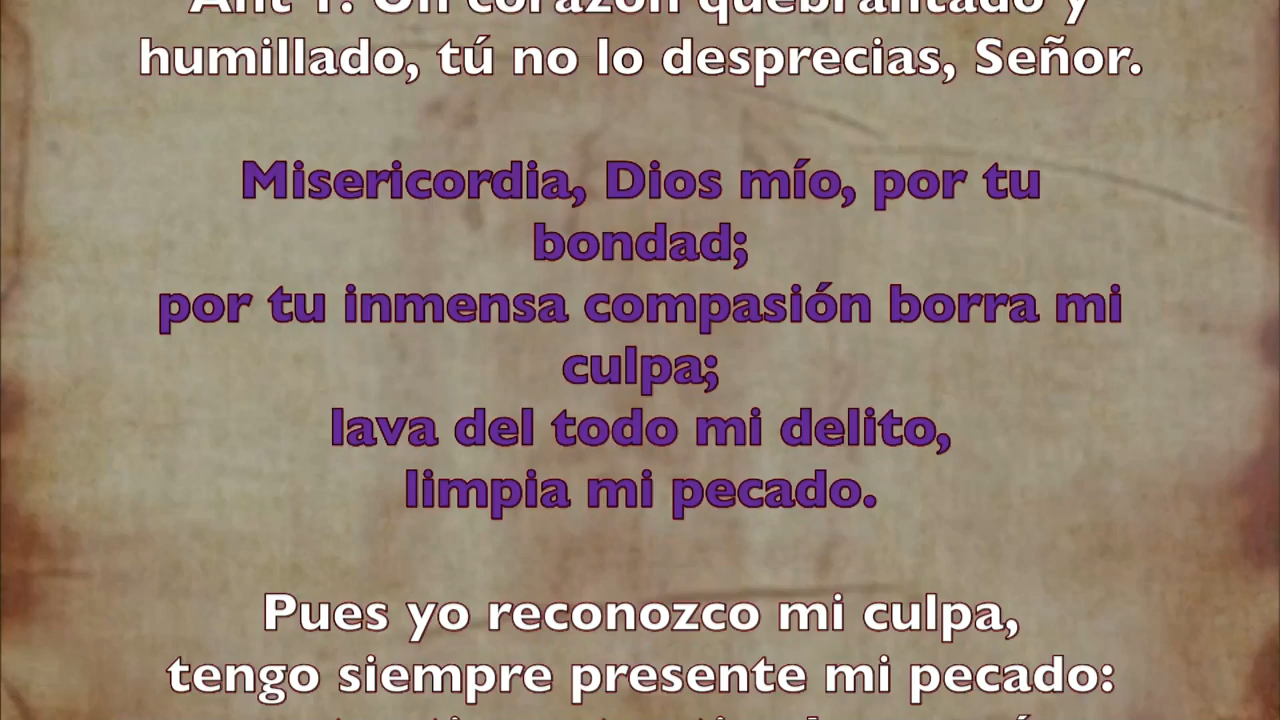 Ant 1: Un corazón quebrantado y
humillado, tú no lo desprecias, Señor.
Misericordia, Dios mío, por tu
bondad;
por tu inmensa compasión borra mi
culpa;
lava del todo mi delito,
limpia mi pecado.
Pues yo reconozco mi culpa,
tengo siempre presente mi pecado: